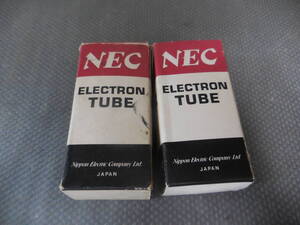 NEC
ELECTRON
TUBE
Nippon Electric Company Ltd.
JAPAN
NEC
ELECTRON
TUBE
Nippon Electric Company Ltd.
JAPAN